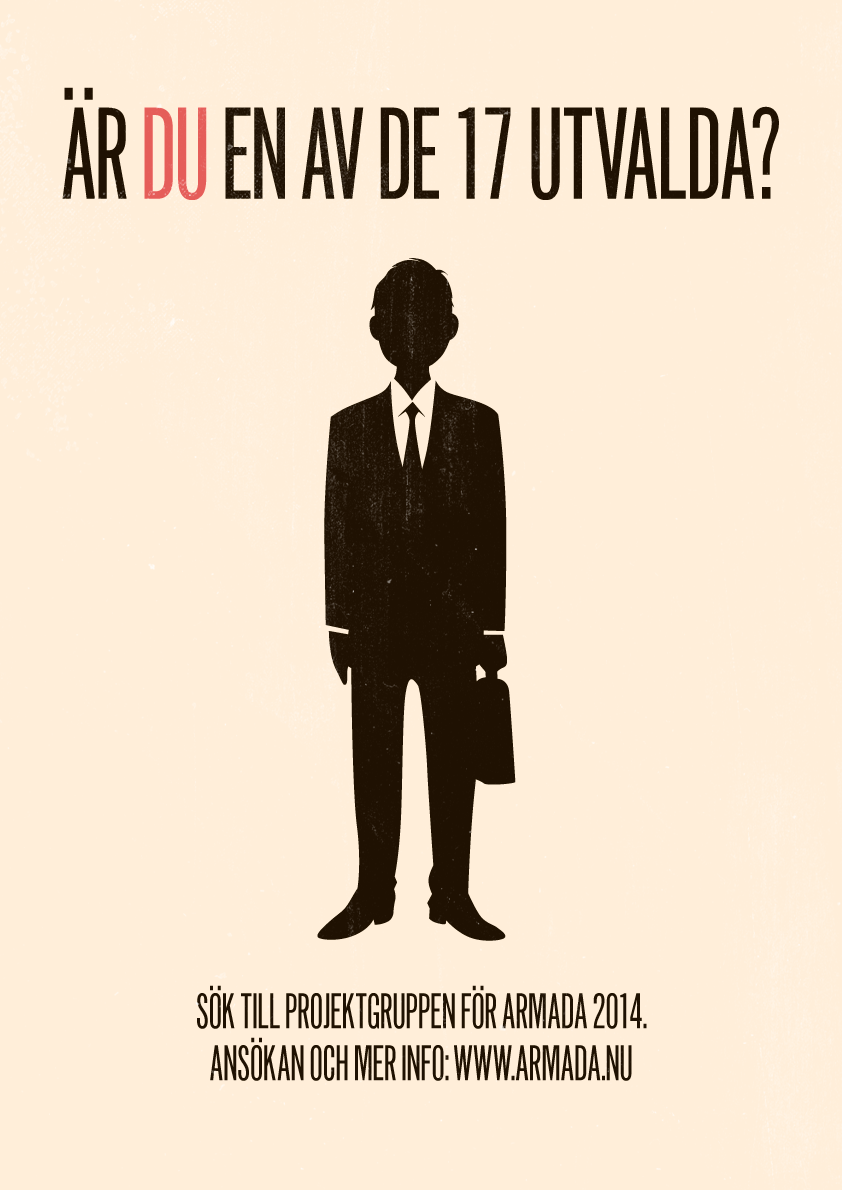 ÄR DU EN AV DE 17 UTVALDA?
SÖK TILL PROJEKTGRUPPEN FÖR ARMADA 2014.
ANSÖKAN OCH MER INFO: WWW.ARMADA.NU